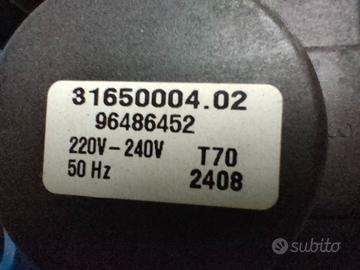 31650004.02
96486452
220V-240V T70
50 Hz 2408
subito